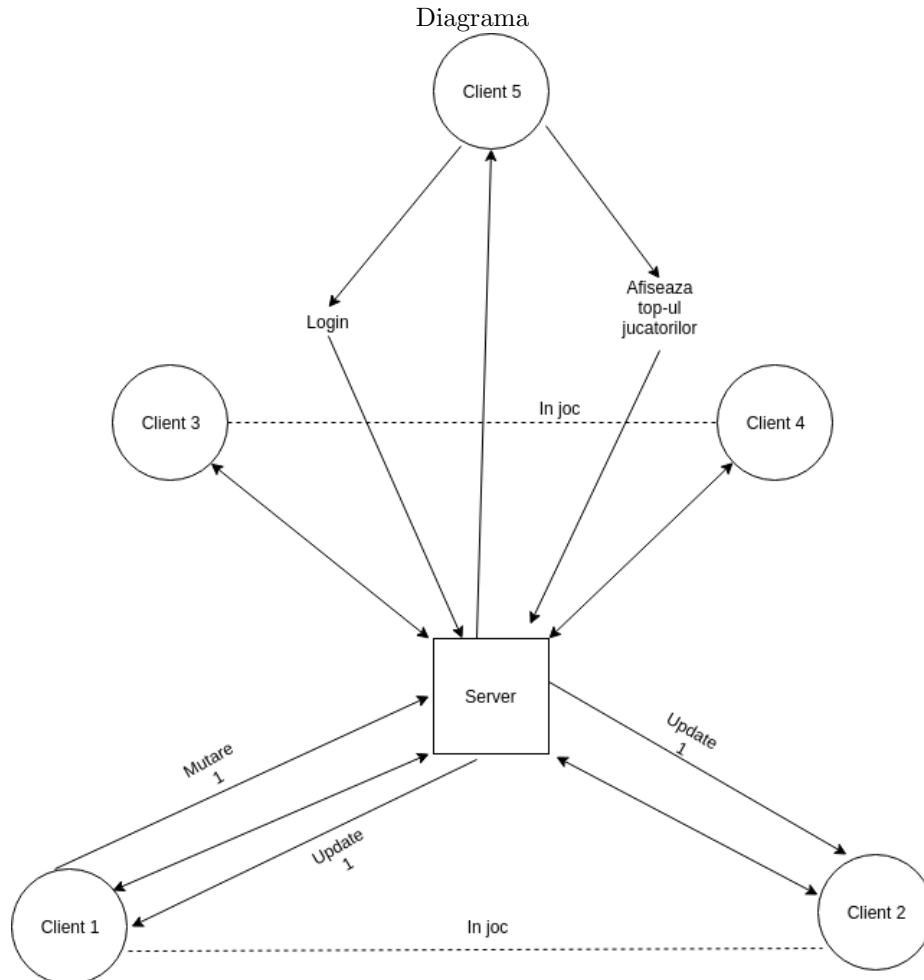 Diagrama
Client 5
Login
Afiseaza
top-ul
jucatorilor
Client 3
In joc
Client 4
Server
Mutare
1
Update
1
Update
1
Client 1
In joc
Client 2